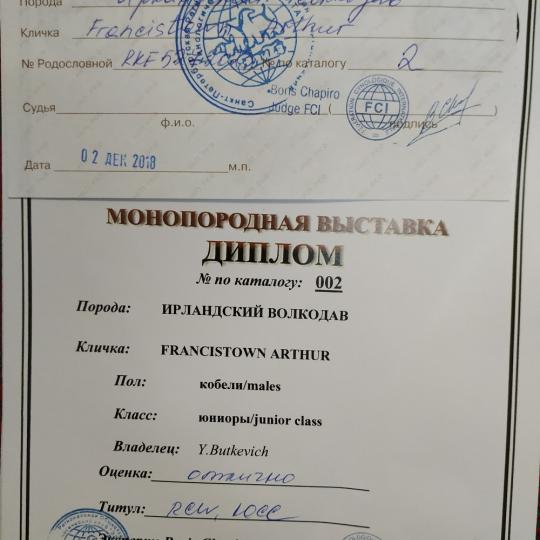 Порода
Кличка Francis Arthur
№ Родословной RKF № по каталогу 2
Boris Chapiro
Judge FCI
FCI
Судья ( )
ф.и.о. подпись
Дата 02 ДЕК 2018 м.п.
МОНОПОРОДНАЯ ВЫСТАВКА
ДИПЛОМ
№ по каталогу: 002
Порода: ИРЛАНДСКИЙ ВОЛКОДАВ
Кличка: FRANCISTOWN ARTHUR
Пол: кобели/males
Класс: юниоры/junior class
Владелец: Y.Butkevich
Оценка: отлично
Титул: RCW, ЮСС